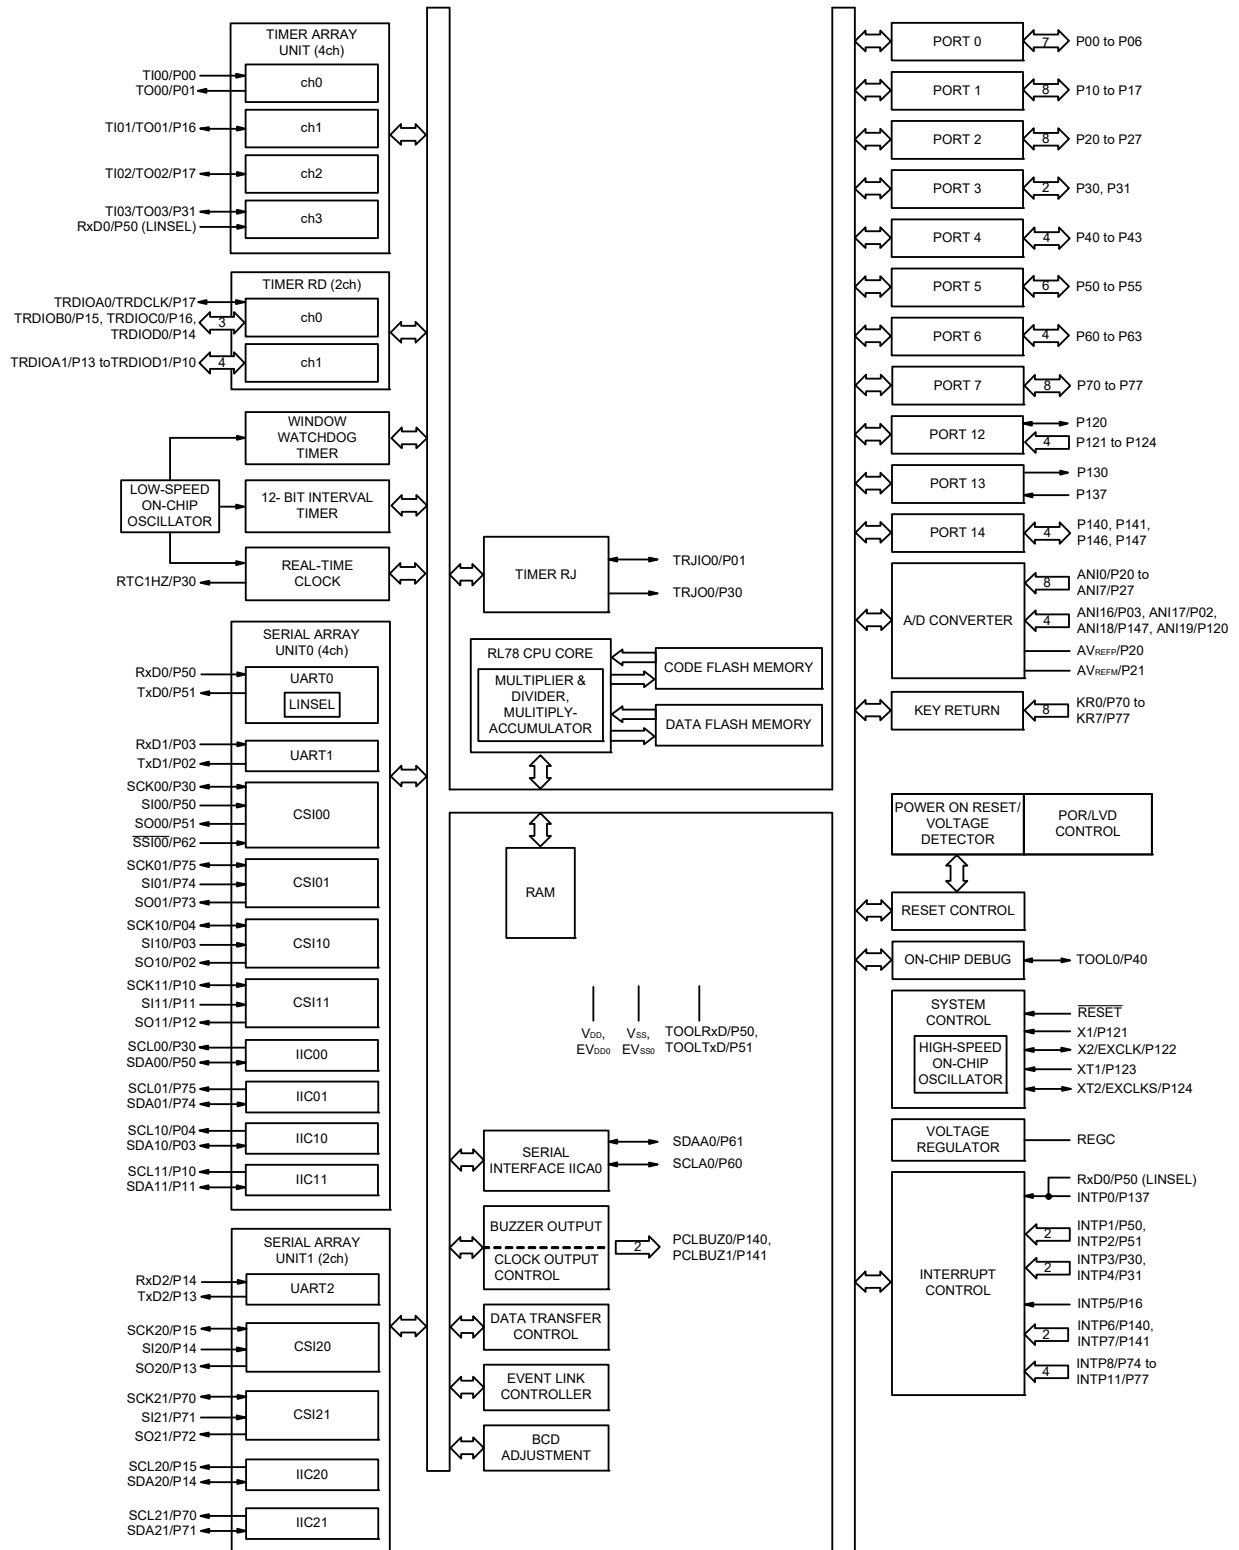 TIMER ARRAY
UNIT (4ch)
TI00/P00
TO00/P01
ch0
TI01/TO01/P16
ch1
TI02/TO02/P17
ch2
TI03/TO03/P31
RxD0/P50 (LINSEL)
ch3
TIMER RD (2ch)
TRDIOA0/TRDCLK/P17
TRDIOB0/P15, TRDIOC0/P16,
TRDIOD0/P14
3
ch0
TRDIOA1/P13 toTRDIOD1/P10
4
ch1
WINDOW
WATCHDOG
TIMER
LOW-SPEED
ON-CHIP
OSCILLATOR
12- BIT INTERVAL
TIMER
RTC1HZ/P30
REAL-TIME
CLOCK
SERIAL ARRAY
UNIT0 (4ch)
RxD0/P50
TxD0/P51
UART0
LINSEL
RxD1/P03
TxD1/P02
UART1
SCK00/P30
SI00/P50
SO00/P51
SSI00/P62
CSI00
SCK01/P75
SI01/P74
SO01/P73
CSI01
SCK10/P04
SI10/P03
SO10/P02
CSI10
SCK11/P10
SI11/P11
SO11/P12
CSI11
SCL00/P30
SDA00/P50
IIC00
SCL01/P75
SDA01/P74
IIC01
SCL10/P04
SDA10/P03
IIC10
SCL11/P10
SDA11/P11
IIC11
SERIAL ARRAY
UNIT1 (2ch)
RxD2/P14
TxD2/P13
UART2
SCK20/P15
SI20/P14
SO20/P13
CSI20
SCK21/P70
SI21/P71
SO21/P72
CSI21
SCL20/P15
SDA20/P14
IIC20
SCL21/P70
SDA21/P71
IIC21
TIMER RJ
TRJIO0/P01
TRJO0/P30
RL78 CPU CORE
MULTIPLIER &
DIVIDER,
MULITIPLY-
ACCUMULATOR
CODE FLASH MEMORY
DATA FLASH MEMORY
RAM
VDD,
EVDD0
VSS,
EVSS0
TOOLRxD/P50,
TOOLTxD/P51
SERIAL
INTERFACE IICA0
SDAA0/P61
SCLA0/P60
BUZZER OUTPUT
CLOCK OUTPUT
CONTROL
2
PCLBUZ0/P140,
PCLBUZ1/P141
DATA TRANSFER
CONTROL
EVENT LINK
CONTROLLER
BCD
ADJUSTMENT
PORT 0
7
P00 to P06
PORT 1
8
P10 to P17
PORT 2
8
P20 to P27
PORT 3
2
P30, P31
PORT 4
4
P40 to P43
PORT 5
6
P50 to P55
PORT 6
4
P60 to P63
PORT 7
8
P70 to P77
PORT 12
P120
4
P121 to P124
PORT 13
P130
P137
PORT 14
4
P140, P141,
P146, P147
A/D CONVERTER
8
ANI0/P20 to
ANI7/P27
4
ANI16/P03, ANI17/P02,
ANI18/P147, ANI19/P120
AVREFP/P20
AVREFM/P21
KEY RETURN
8
KR0/P70 to
KR7/P77
POWER ON RESET/
VOLTAGE
DETECTOR
POR/LVD
CONTROL
RESET CONTROL
ON-CHIP DEBUG
TOOL0/P40
SYSTEM
CONTROL
HIGH-SPEED
ON-CHIP
OSCILLATOR
RESET
X1/P121
X2/EXCLK/P122
XT1/P123
XT2/EXCLKS/P124
VOLTAGE
REGULATOR
REGC
INTERRUPT
CONTROL
RxD0/P50 (LINSEL)
INTP0/P137
2
INTP1/P50,
INTP2/P51
2
INTP3/P30,
INTP4/P31
INTP5/P16
2
INTP6/P140,
INTP7/P141
4
INTP8/P74 to
INTP11/P77